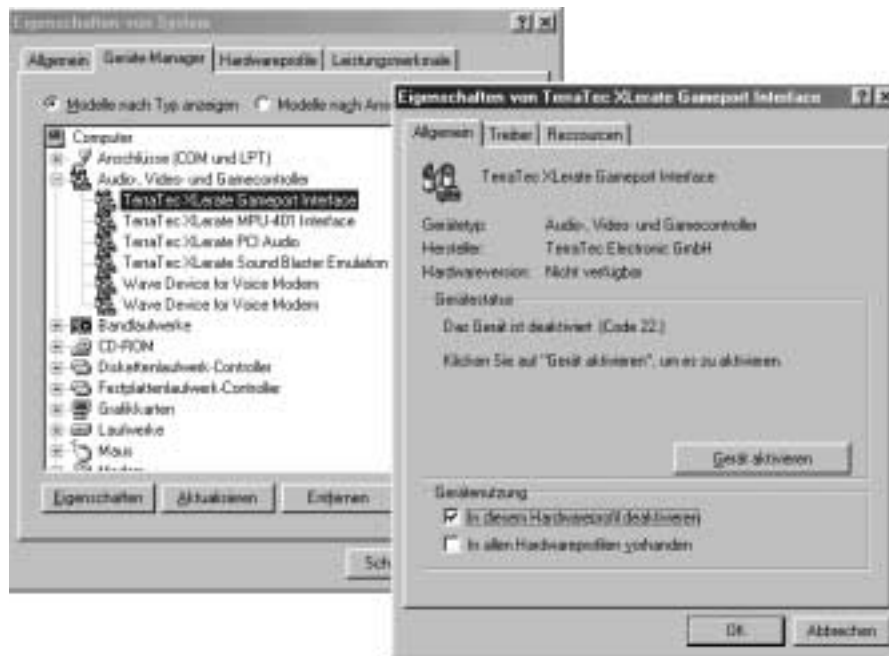 Eigenschaften von System
Allgemein Geräte-Manager Hardwareprofile Leistungsmerkmale
Modelle nach Typ anzeigen Modelle nach
Computer
Anschlüsse (COM und LPT)
Audio-, Video- und Gamecontroller
TerraTec XLerate Gameport Interface
TerraTec XLerate MPU-401 Interface
TerraTec XLerate PCI Audio
TerraTec XLerate Sound Blaster Emulation
Wave Device for Voice Modem
Wave Device for Voice Modem
Bandlaufwerke
CD-ROM
Diskettenlaufwerk-Controller
Festplattenlaufwerk-Controller
Grafikkarten
Laufwerke
Maus
Eigenschaften Aktualisieren Entfernen
Eigenschaften von TerraTec XLerate Gameport Interface
Allgemein Treiber Ressourcen
TerraTec XLerate Gameport Interface
Gerätetyp: Audio-, Video- und Gamecontroller
Hersteller: TerraTec Electronic GmbH
Hardwareversion: Nicht verfügbar
Gerätestatus
Das Gerät ist deaktiviert. (Code 22.)
Klicken Sie auf "Gerät aktivieren", um es zu aktivieren.
Gerät aktivieren
Gerätenutzung
In diesem Hardwareprofil deaktivieren
In allen Hardwareprofilen vorhanden
OK Abbrechen